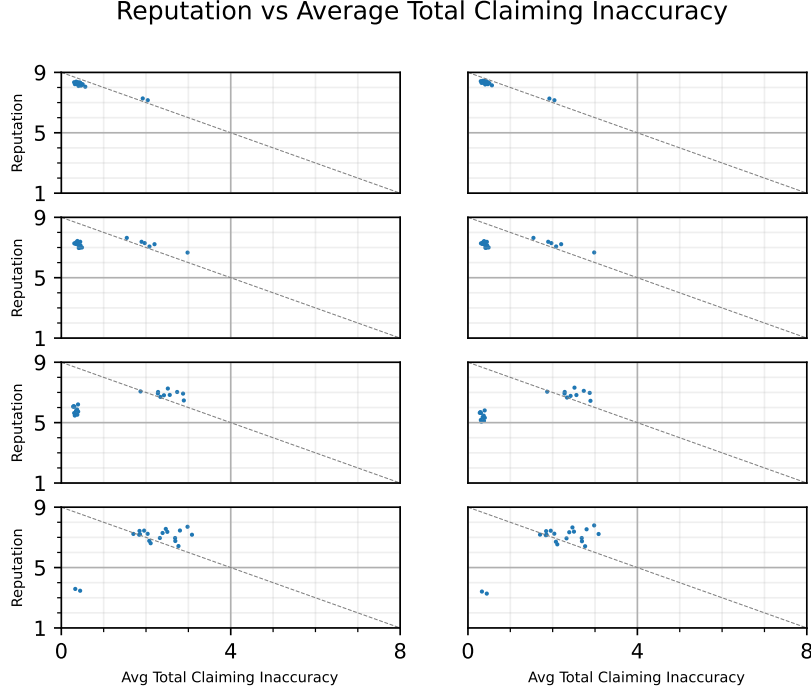 Reputation vs Average Total Claiming Inaccuracy
9
5
1
Reputation
9
5
1
Reputation
9
5
1
Reputation
9
5
1
Reputation
0 4 8 0 4 8
Avg Total Claiming Inaccuracy Avg Total Claiming Inaccuracy